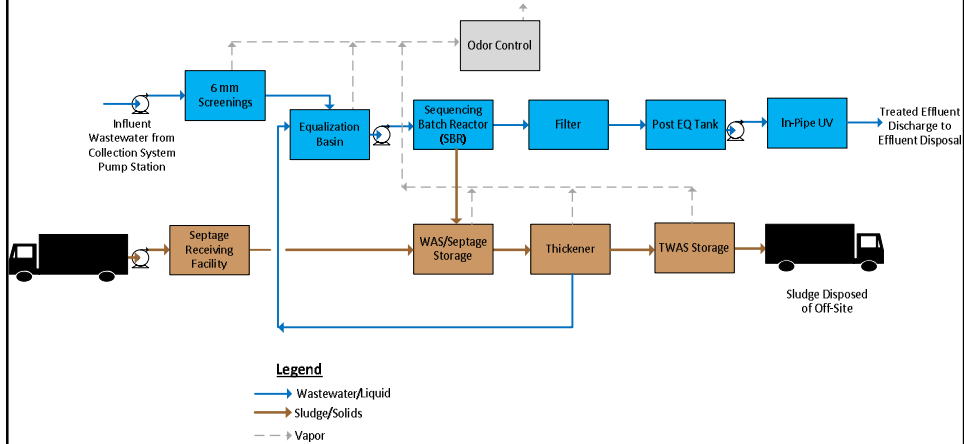 Odor Control
6 mm
Screenings
Influent
Wastewater from
Collection System
Pump Station
Equalization
Basin
Sequencing
Batch Reactor
(SBR)
Filter
Post EQ Tank
In-Pipe UV
Treated Effluent
Discharge to
Effluent Disposal
Septage
Receiving
Facility
WAS/Septage
Storage
Thickener
TWAS Storage
Sludge Disposed
of Off-Site
Legend
Wastewater/Liquid
Sludge/Solids
Vapor